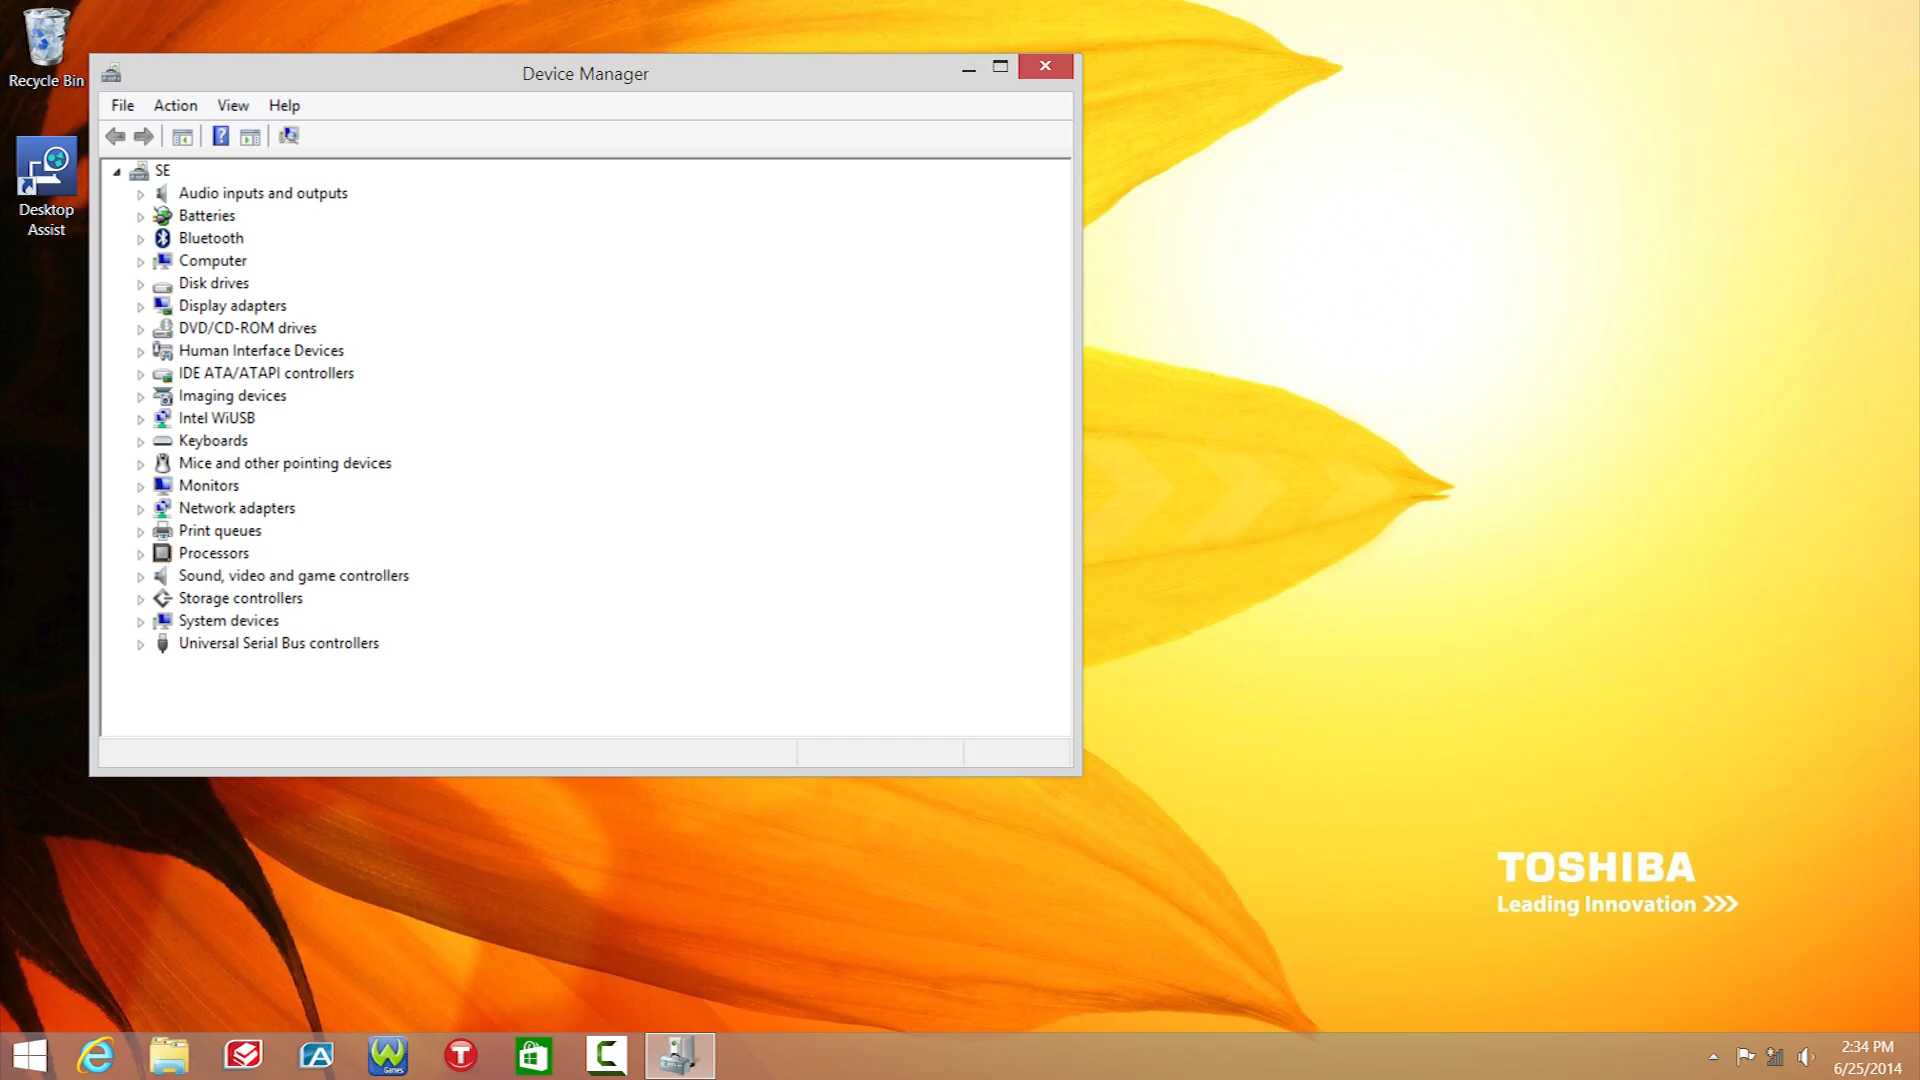 Recycle Bin
Desktop
Assist
Device Manager
File Action View Help
SE
Audio inputs and outputs
Batteries
Bluetooth
Computer
Disk drives
Display adapters
DVD/CD-ROM drives
Human Interface Devices
IDE ATA/ATAPI controllers
Imaging devices
Intel WiUSB
Keyboards
Mice and other pointing devices
Monitors
Network adapters
Print queues
Processors
Sound, video and game controllers
Storage controllers
System devices
Universal Serial Bus controllers
TOSHIBA
Leading Innovation >>>
Games
2:34 PM
6/25/2014